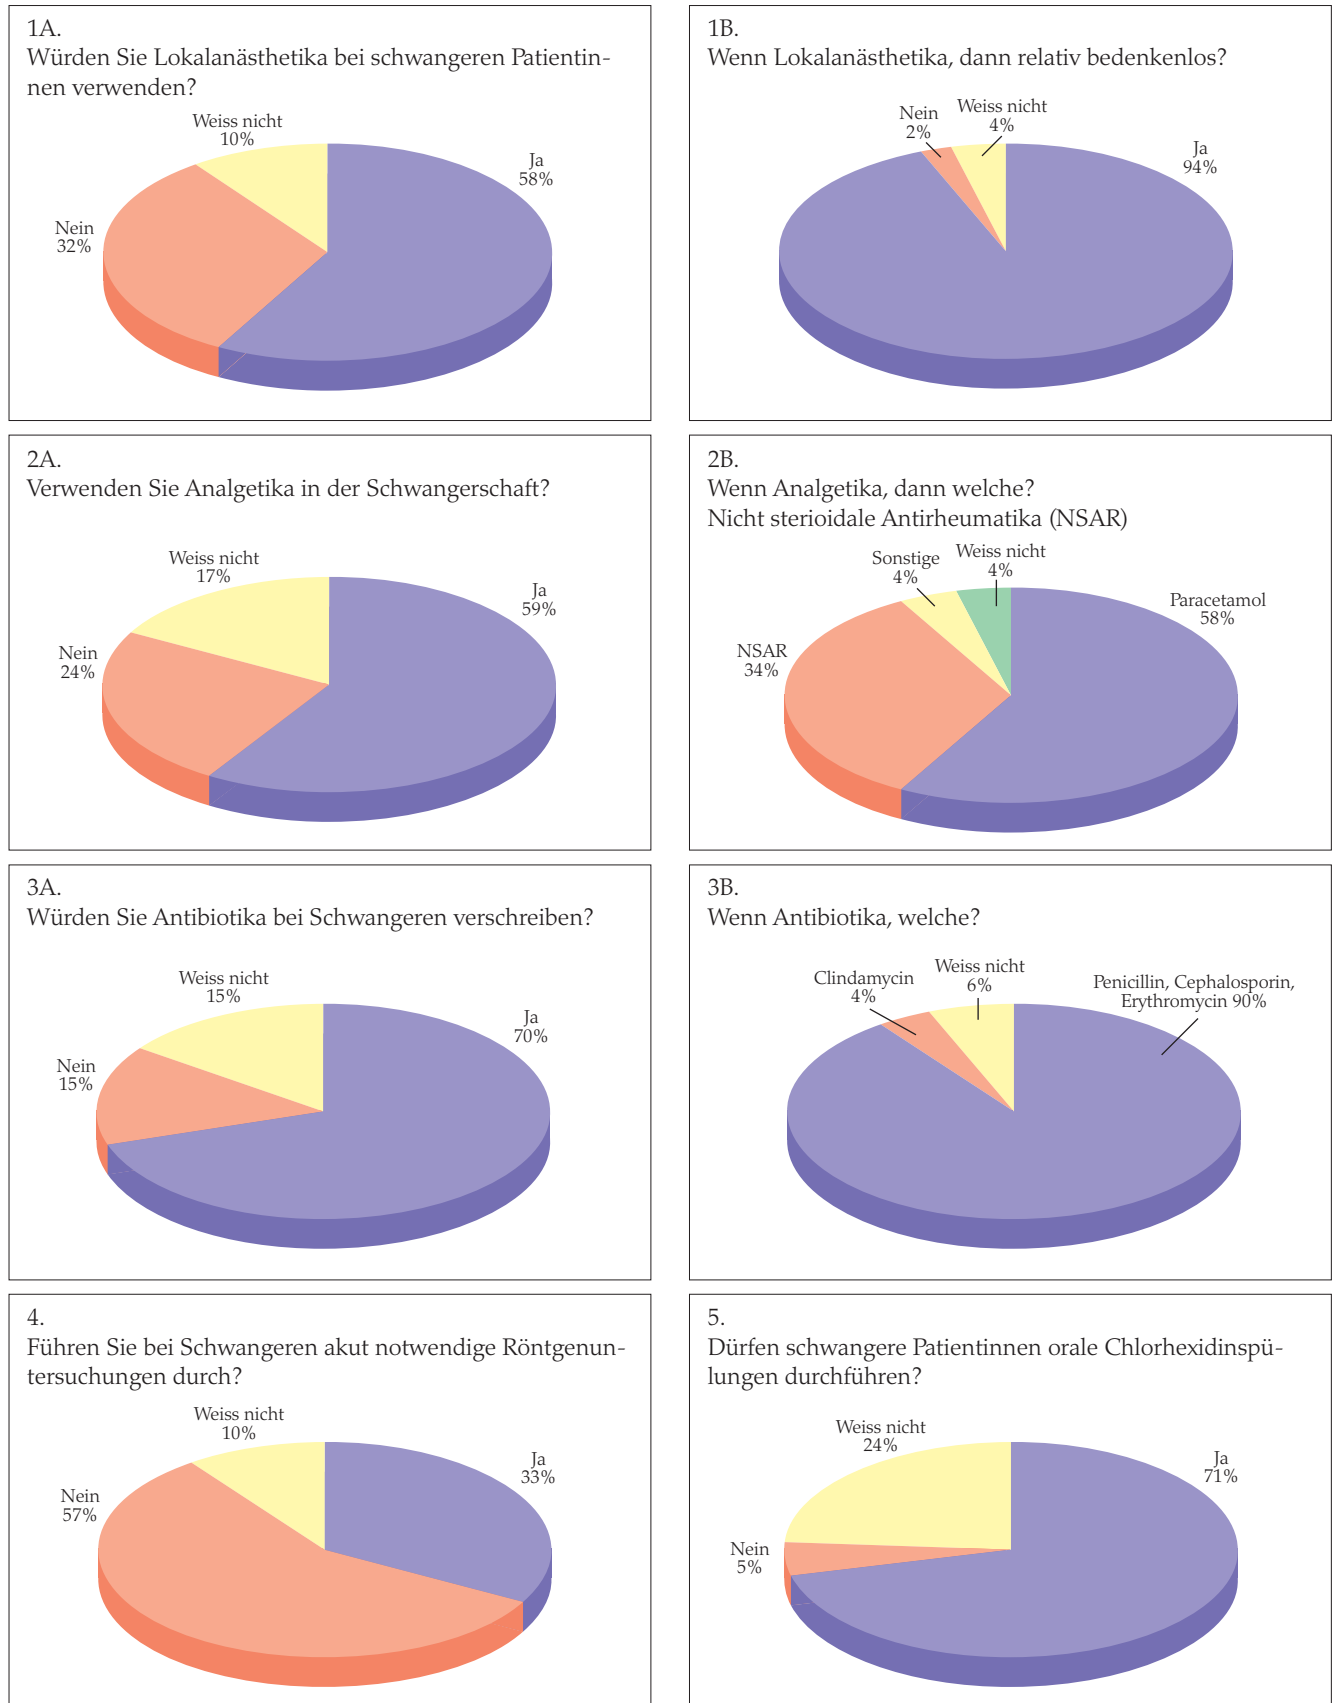 1A.
Würden Sie Lokalanästhetika bei schwangeren Patientin-
nen verwenden?
Weiss nicht
10%
Ja
58%
Nein
32%
1B.
Wenn Lokalanästhetika, dann relativ bedenkenlos?
Nein
2%
Weiss nicht
4%
Ja
94%
2A.
Verwenden Sie Analgetika in der Schwangerschaft?
Weiss nicht
17%
Ja
59%
Nein
24%
2B.
Wenn Analgetika, dann welche?
Nicht sterioidale Antirheumatika (NSAR)
Sonstige
4%
Weiss nicht
4%
Paracetamol
58%
NSAR
34%
3A.
Würden Sie Antibiotika bei Schwangeren verschreiben?
Weiss nicht
15%
Ja
70%
Nein
15%
3B.
Wenn Antibiotika, welche?
Clindamycin
4%
Weiss nicht
6%
Penicillin, Cephalosporin,
Erythromycin 90%
4.
Führen Sie bei Schwangeren akut notwendige Röntgenun-
tersuchungen durch?
Weiss nicht
10%
Ja
33%
Nein
57%
5.
Dürfen schwangere Patientinnen orale Chlorhexidinspü-
lungen durchführen?
Weiss nicht
24%
Ja
71%
Nein
5%